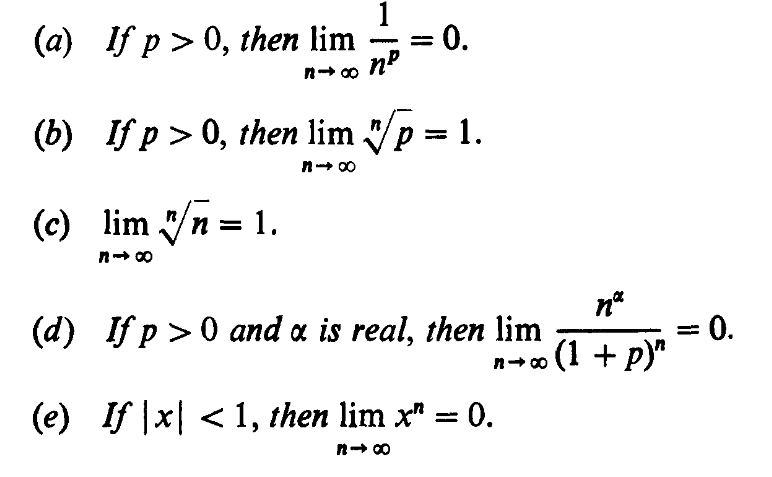 (a) If p > 0, then lim_{n→∞} 1/n^p = 0.
(b) If p > 0, then lim_{n→∞} ⁿ√p = 1.
(c) lim_{n→∞} ⁿ√n = 1.
(d) If p > 0 and α is real, then lim_{n→∞} n^α/(1 + p)^n = 0.
(e) If |x| < 1, then lim_{n→∞} x^n = 0.